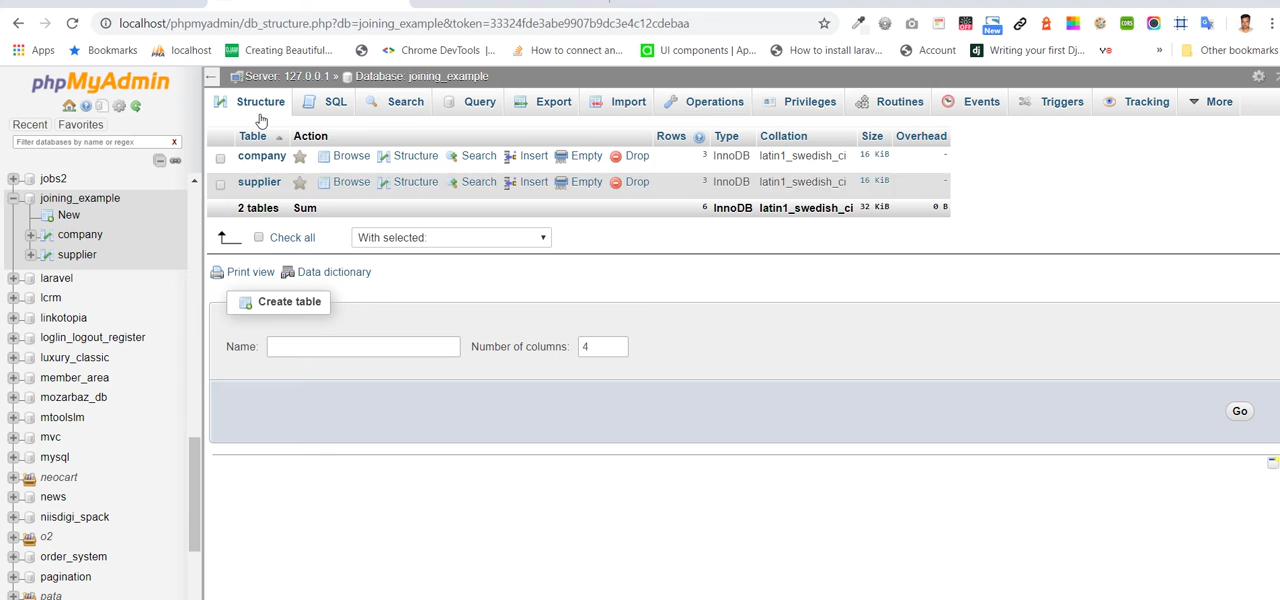 localhost/phpmyadmin/db_structure.php?db=joining_example&token=33324fde3abe9907b9dc3e4c12cdebaa
OFF
New
CORS
Apps
Bookmarks
localhost
Creating Beautiful...
Chrome DevTools |...
How to connect an...
UI components | Ap...
How to install larav...
Account
Writing your first Dj...
»
Other bookmarks
phpMyAdmin
Recent
Favorites
Filter databases by name or regex
X
jobs2
joining_example
New
company
supplier
laravel
lcrm
linkotopia
loglin_logout_register
luxury_classic
member_area
mozarbaz_db
mtoolslm
mvc
mysql
neocart
news
niisdigi_spack
o2
order_system
pagination
pata
Server: 127.0.0.1 » Database: joining_example
Structure
SQL
Search
Query
Export
Import
Operations
Privileges
Routines
Events
Triggers
Tracking
More
Table Action Rows Type Collation Size Overhead
company Browse Structure Search Insert Empty Drop 3 InnoDB latin1_swedish_ci 16 KiB -
supplier Browse Structure Search Insert Empty Drop 3 InnoDB latin1_swedish_ci 16 KiB -
2 tables Sum 6 InnoDB latin1_swedish_ci 32 KiB 0 B
Check all
With selected:
Print view
Data dictionary
Create table
Name:
Number of columns: 4
Go